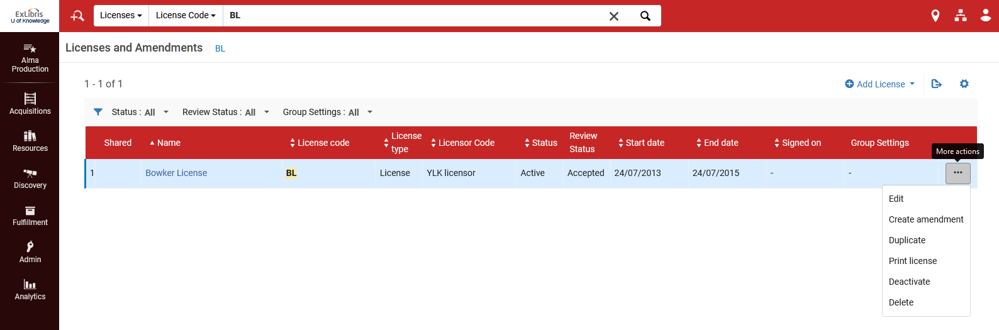 ExLibris
U of Knowledge
Licenses License Code BL
Alma
Production
Acquisitions
Resources
Discovery
Fulfillment
Admin
Analytics
Licenses and Amendments BL
1 - 1 of 1 Add License
Status : All Review Status : All Group Settings : All
Shared Name License code License type Licensor Code Status Review Status Start date End date Signed on Group Settings
More actions
1 Bowker License BL License YLK licensor Active Accepted 24/07/2013 24/07/2015 - -
Edit
Create amendment
Duplicate
Print license
Deactivate
Delete